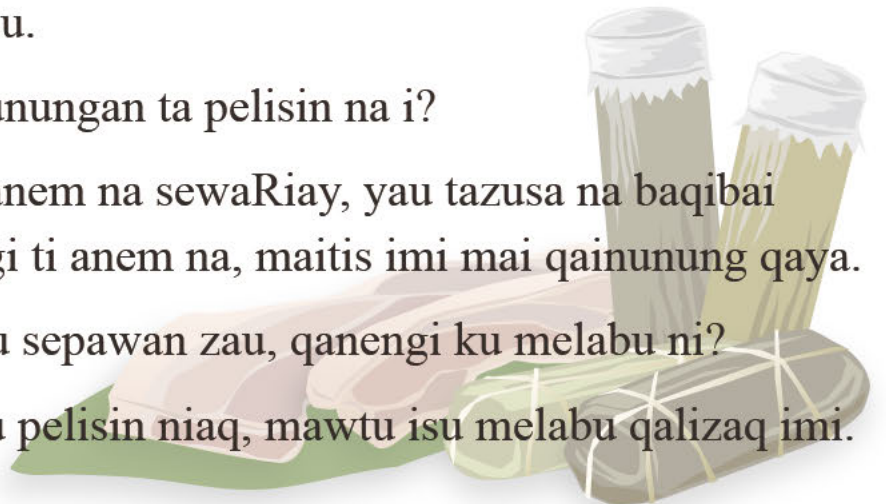 u.
unungan ta pelisin na i?
anem na sewaRiay, yau tazusa na baqibai
gi ti anem na, maitis imi mai qainunung qaya.
u sepawan zau, qanengi ku melabu ni?
u pelisin niaq, mawtu isu melabu qalizaq imi.